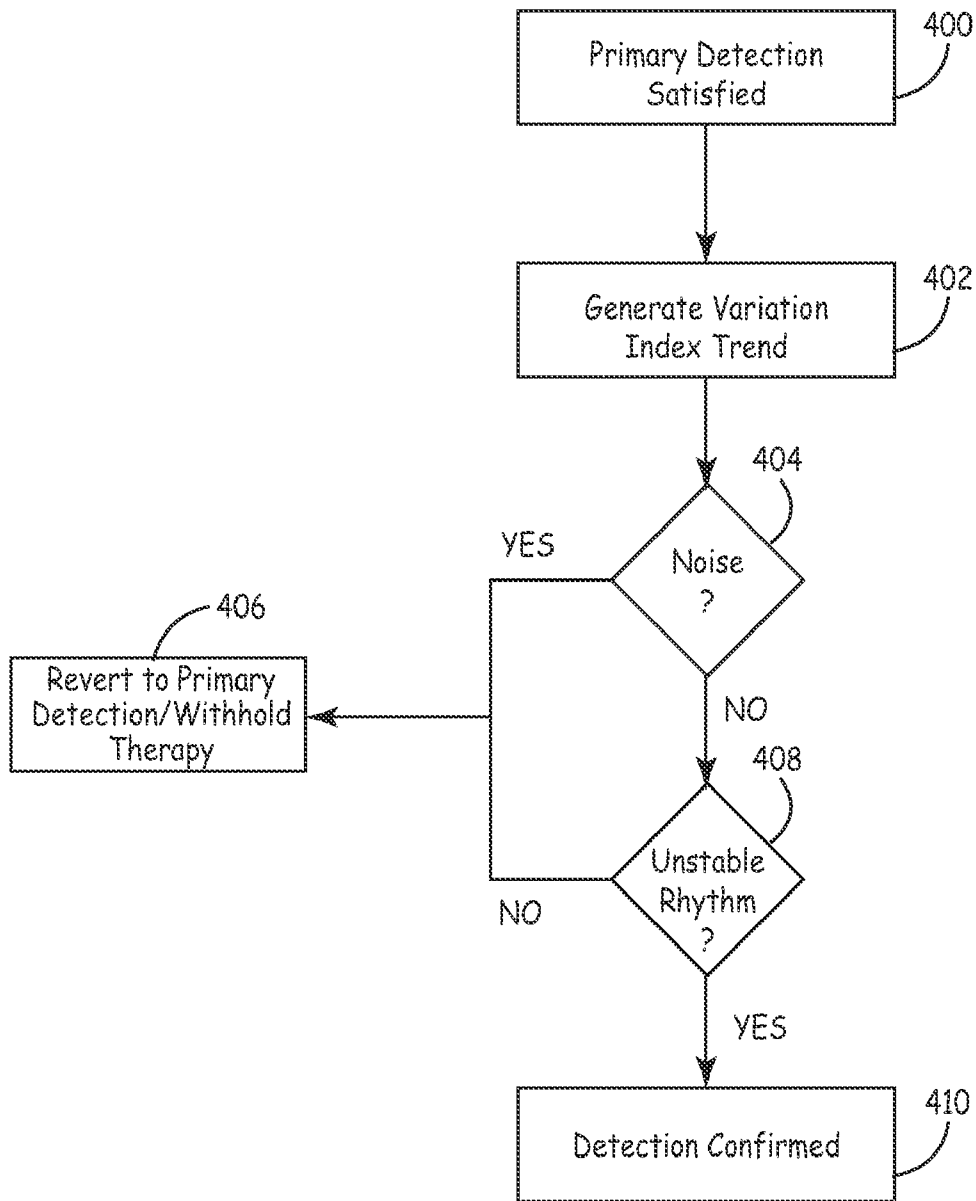 400
Primary Detection
Satisfied
402
Generate Variation
Index Trend
404
YES
Noise
?
406
Revert to Primary
Detection/Withhold
Therapy
NO
408
Unstable
Rhythm
?
NO
YES
410
Detection Confirmed